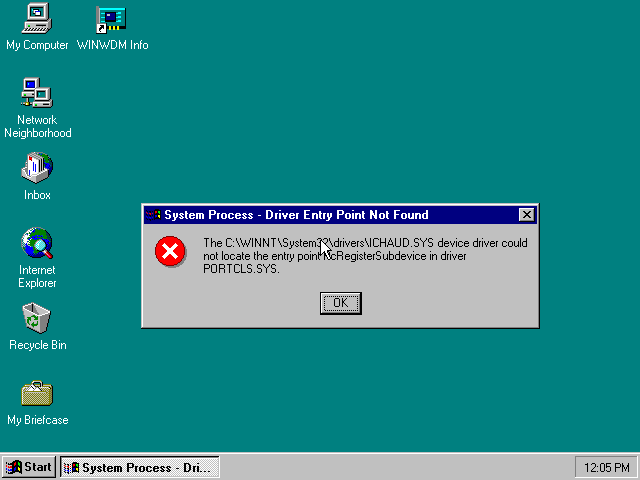 My Computer
WINWDM Info
Network
Neighborhood
Inbox
Internet
Explorer
Recycle Bin
My Briefcase
System Process - Driver Entry Point Not Found
The C:\WINNT\System32\drivers\ICHAUD.SYS device driver could
not locate the entry point PcRegisterSubdevice in driver
PORTCLS.SYS.
OK
Start
System Process - Dri...
12:05 PM